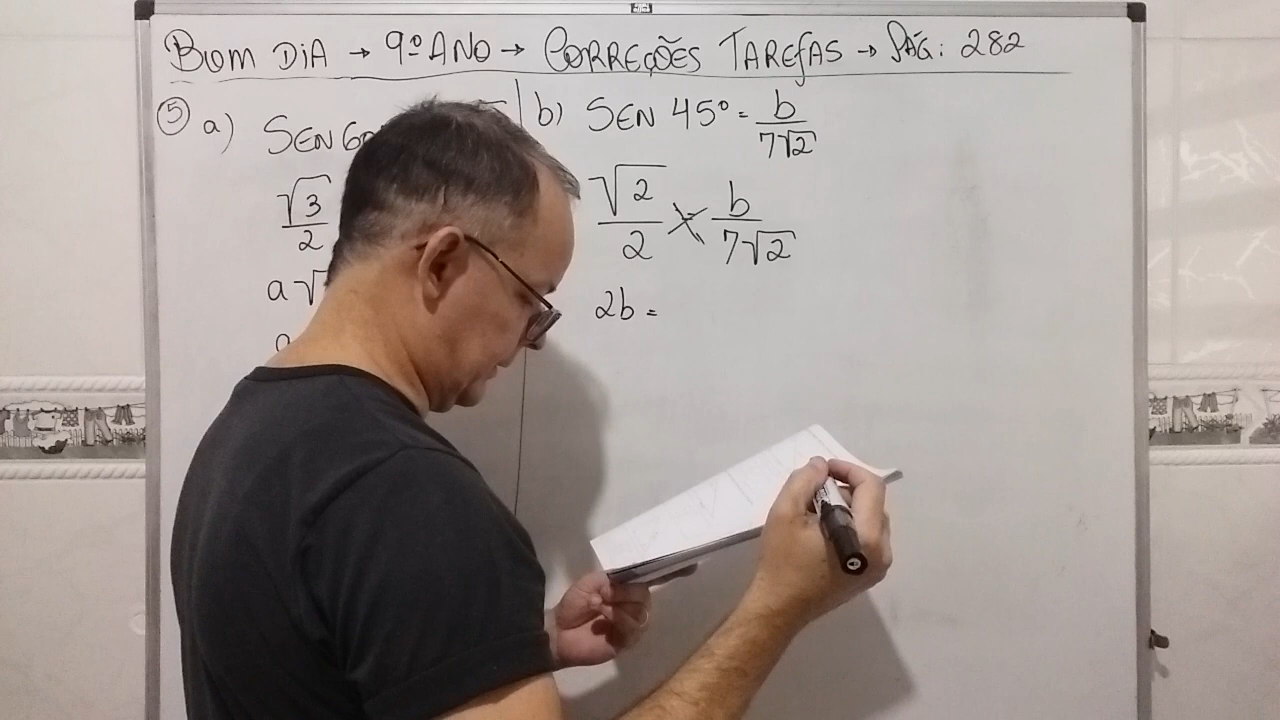 BOM DIA → 9º ANO → CORREÇÕES TAREFAS → PÁG: 282
5 a) SEN 60
√3/2
a√
a
b) SEN 45° = b/7√2
√2/2 = b/7√2
2b =